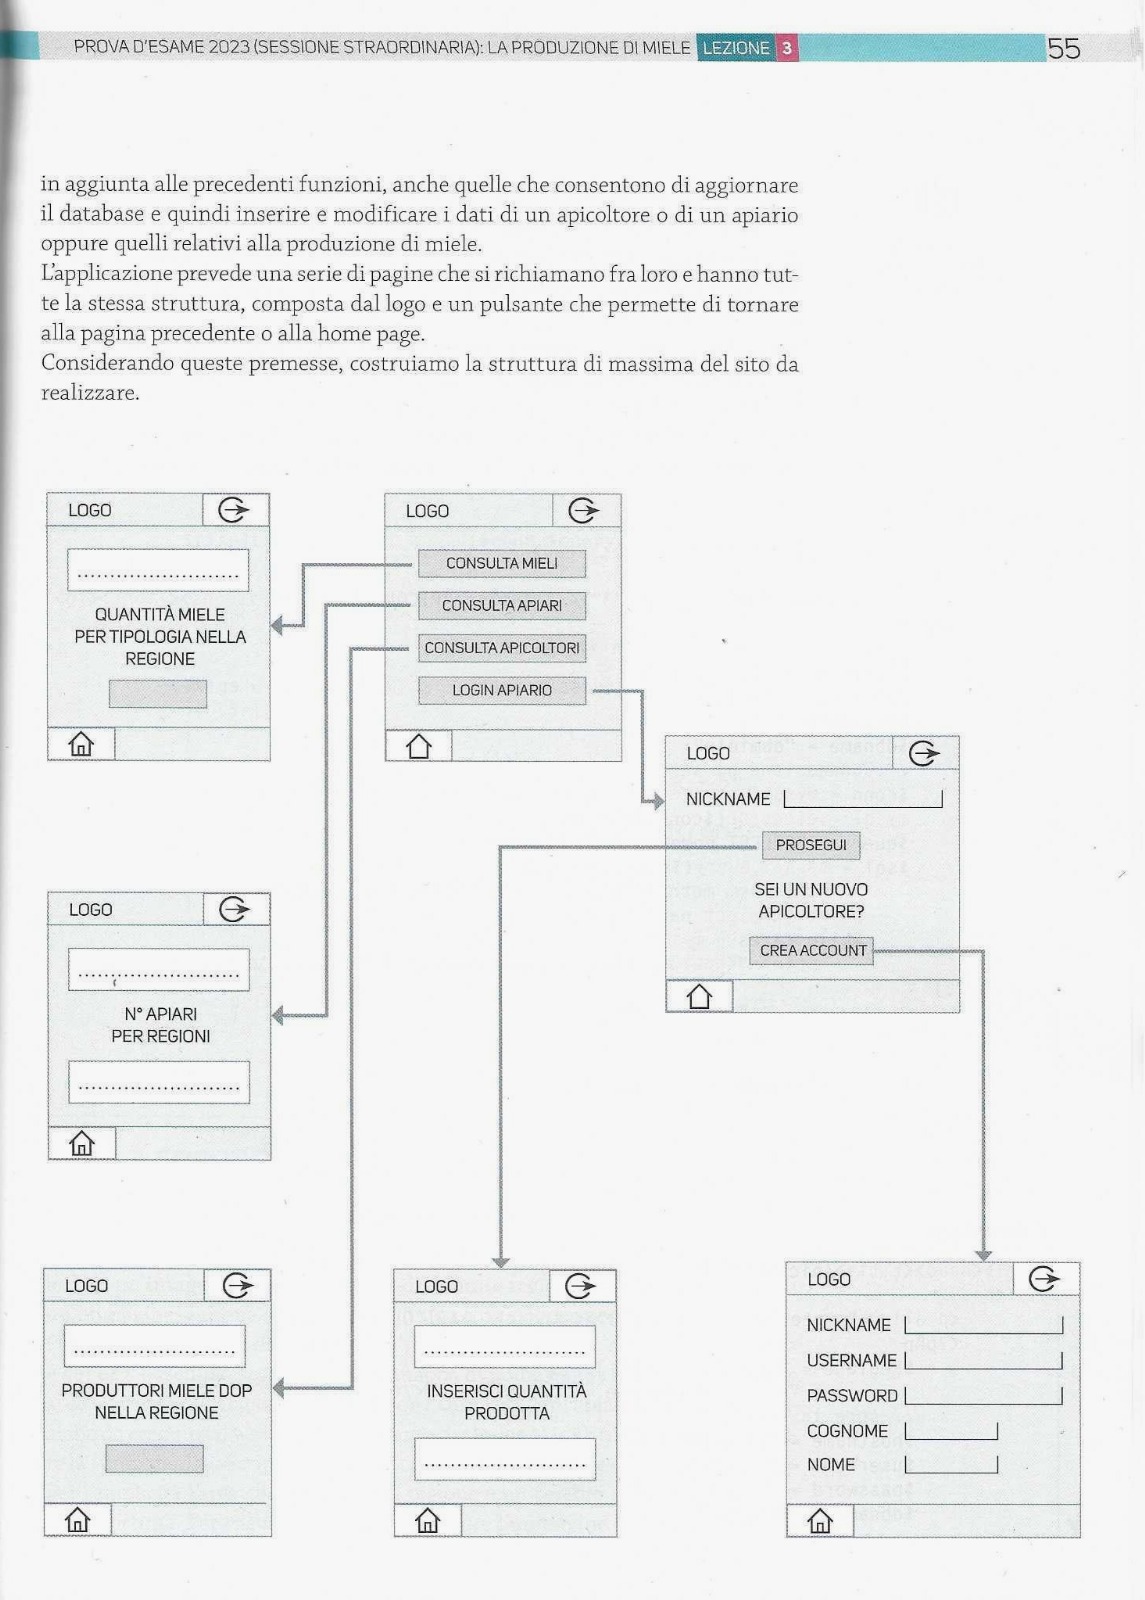 PROVA D'ESAME 2023 (SESSIONE STRAORDINARIA): LA PRODUZIONE DI MIELE LEZIONE 3 55
in aggiunta alle precedenti funzioni, anche quelle che consentono di aggiornare
il database e quindi inserire e modificare i dati di un apicoltore o di un apiario
oppure quelli relativi alla produzione di miele.
L'applicazione prevede una serie di pagine che si richiamano fra loro e hanno tut-
te la stessa struttura, composta dal logo e un pulsante che permette di tornare
alla pagina precedente o alla home page.
Considerando queste premesse, costruiamo la struttura di massima del sito da
realizzare.
LOGO
QUANTITÀ MIELE
PER TIPOLOGIA NELLA
REGIONE
LOGO
CONSULTA MIELI
CONSULTA APIARI
CONSULTA APICOLTORI
LOGIN APIARIO
LOGO
NICKNAME
PROSEGUI
SEI UN NUOVO
APICOLTORE?
CREA ACCOUNT
LOGO
N° APIARI
PER REGIONI
LOGO
PRODUTTORI MIELE DOP
NELLA REGIONE
LOGO
INSERISCI QUANTITÀ
PRODOTTA
LOGO
NICKNAME
USERNAME
PASSWORD
COGNOME
NOME